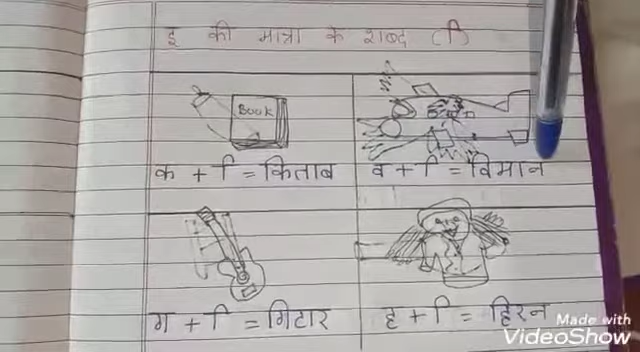 इ की मात्रा के शब्द (ि)
BOOK
क + ि = किताब
व + ि = विमान
ग + ि = गिटार
ह + ि = हिरन
Made with
VideoShow